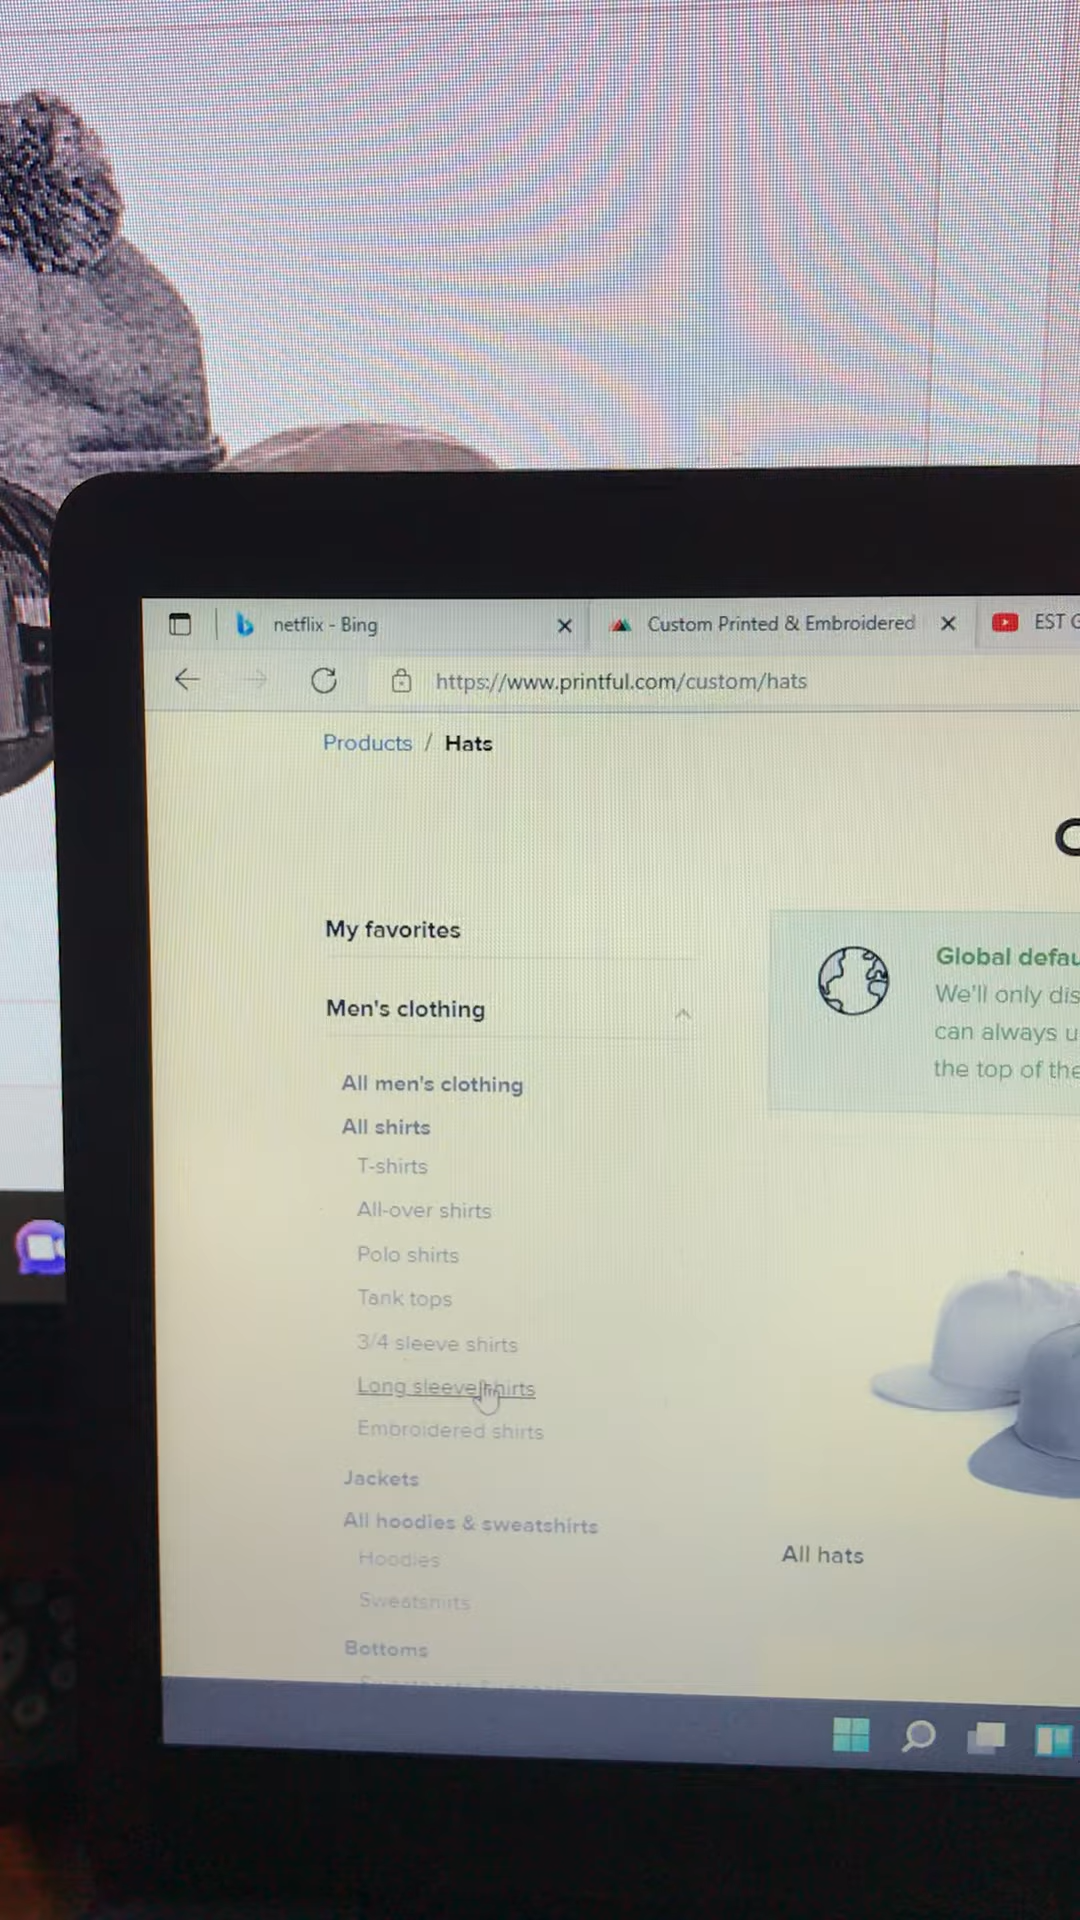 netflix - Bing
Custom Printed & Embroidered
EST
https://www.printful.com/custom/hats
Products / Hats
My favorites
Men's clothing
All men's clothing
All shirts
T-shirts
All-over shirts
Polo shirts
Tank tops
3/4 sleeve shirts
Long sleeve shirts
Embroidered shirts
Jackets
All hoodies & sweatshirts
Hoodies
Sweatshirts
Bottoms
Global defau
We'll only dis
can always u
the top of the
All hats